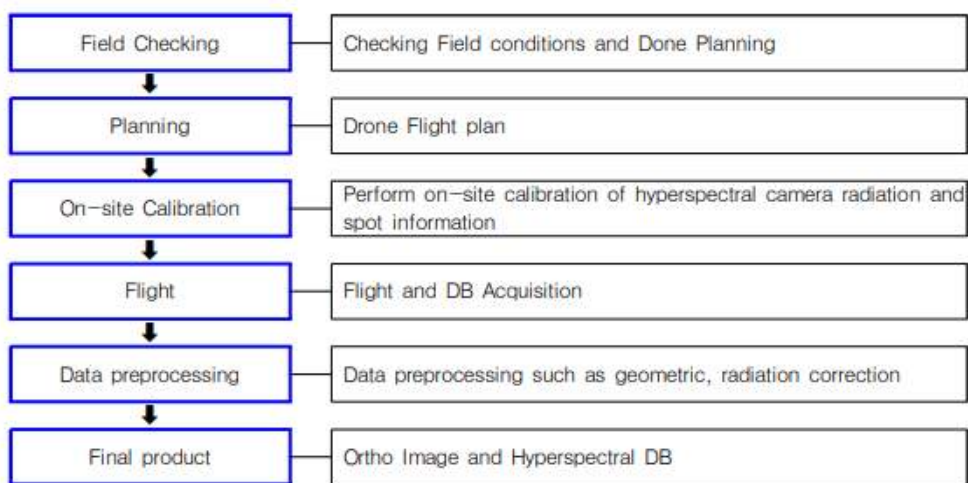 Field Checking
Checking Field conditions and Done Planning
Planning
Drone Flight plan
On-site Calibration
Perform on-site calibration of hyperspectral camera radiation and
spot information
Flight
Flight and DB Acquisition
Data preprocessing
Data preprocessing such as geometric, radiation correction
Final product
Ortho Image and Hyperspectral DB